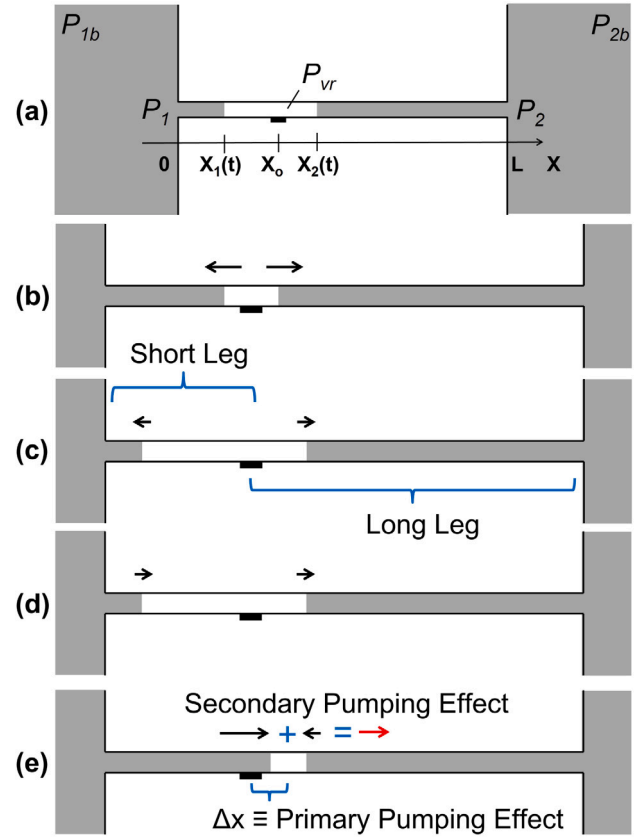 P1b
P2b
Pvr
(a)
P1
P2
0 X1(t) Xo X2(t) L X
(b)
Short Leg
(c)
Long Leg
(d)
Secondary Pumping Effect
+ =
(e)
Δx ≡ Primary Pumping Effect